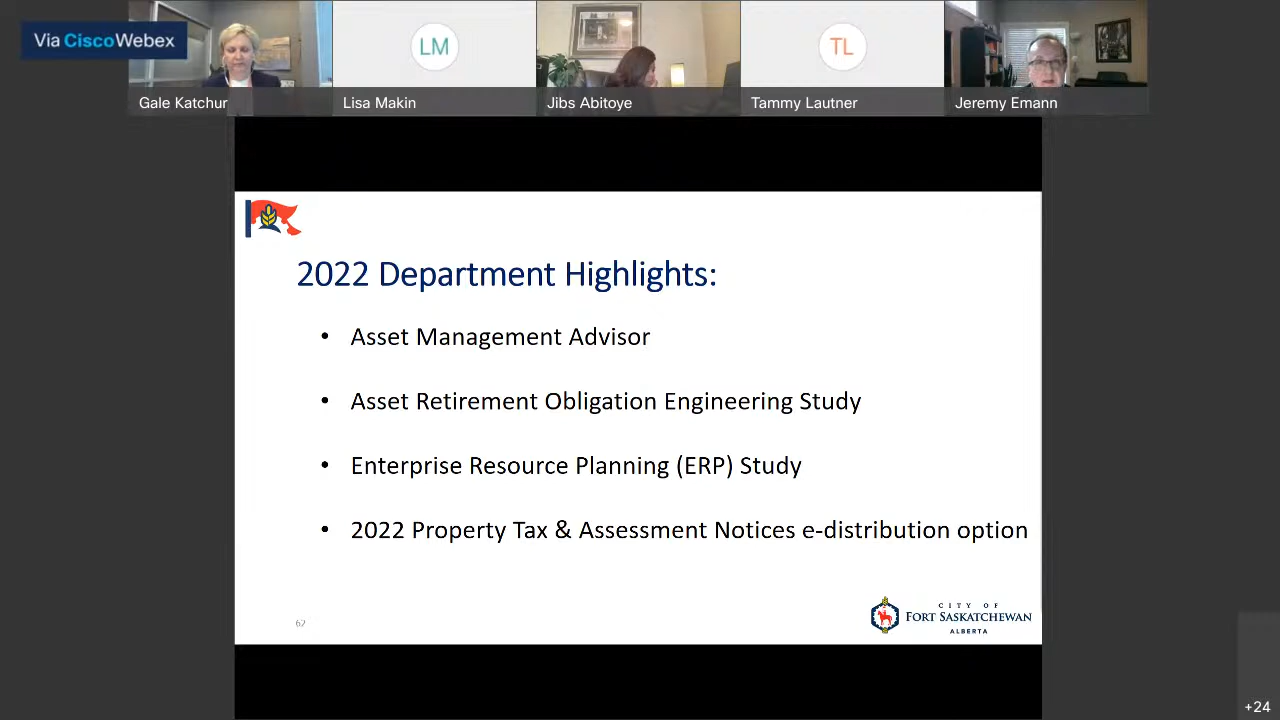 Via CiscoWebex
LM
TL
Gale Katchur
Lisa Makin
Jibs Abitoye
Tammy Lautner
Jeremy Emann
2022 Department Highlights:
• Asset Management Advisor
• Asset Retirement Obligation Engineering Study
• Enterprise Resource Planning (ERP) Study
• 2022 Property Tax & Assessment Notices e-distribution option
62
CITY OF
FORT SASKATCHEWAN
ALBERTA
+24